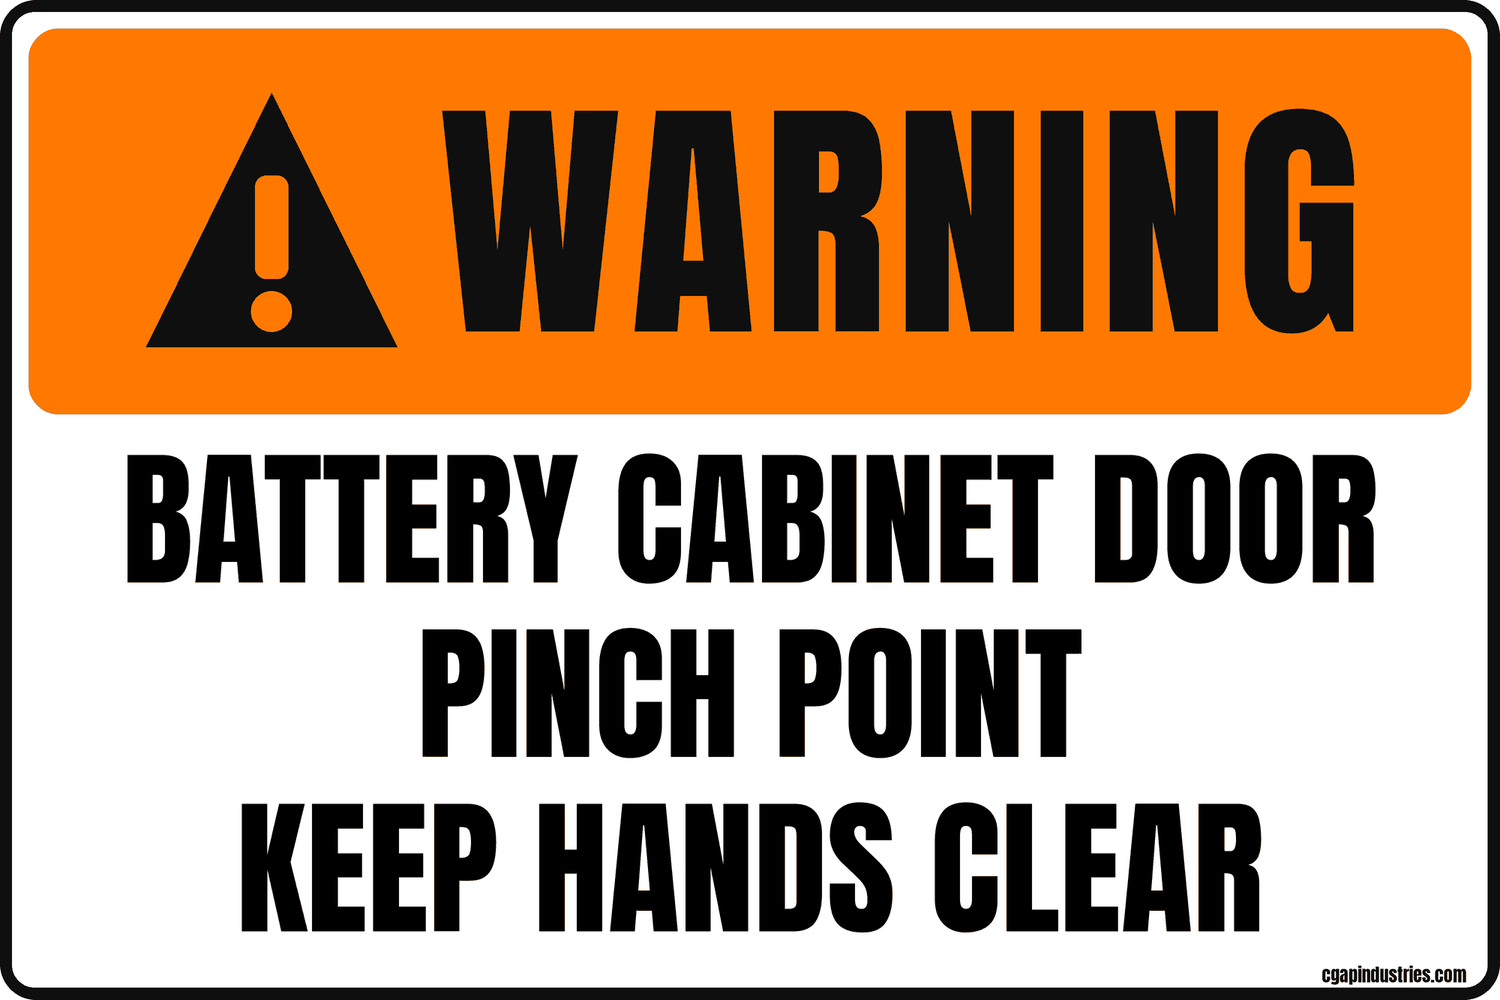 WARNING
BATTERY CABINET DOOR
PINCH POINT
KEEP HANDS CLEAR
cgapindustries.com